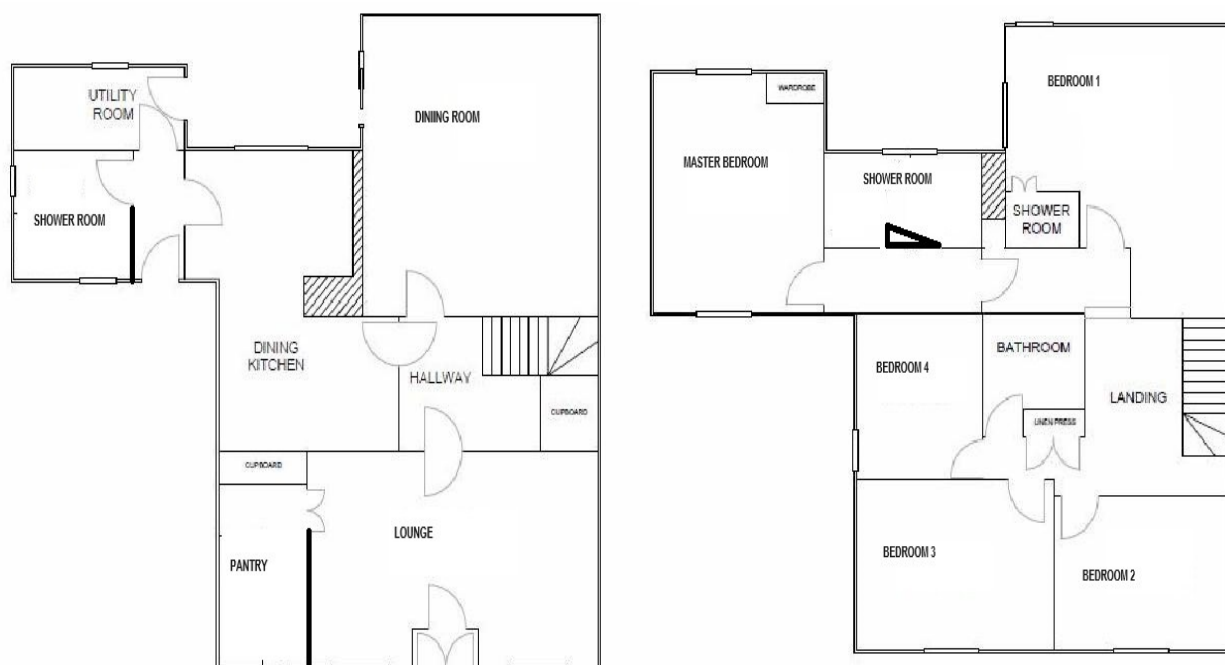 UTILITY
ROOM
DINIING ROOM
SHOWER ROOM
DINING
KITCHEN
HALLWAY
CUPBOARD
CUPBOARD
LOUNGE
PANTRY
BEDROOM 1
WARDROBE
MASTER BEDROOM
SHOWER ROOM
SHOWER
ROOM
BATHROOM
BEDROOM 4
LANDING
LINEN PRESS
BEDROOM 3
BEDROOM 2